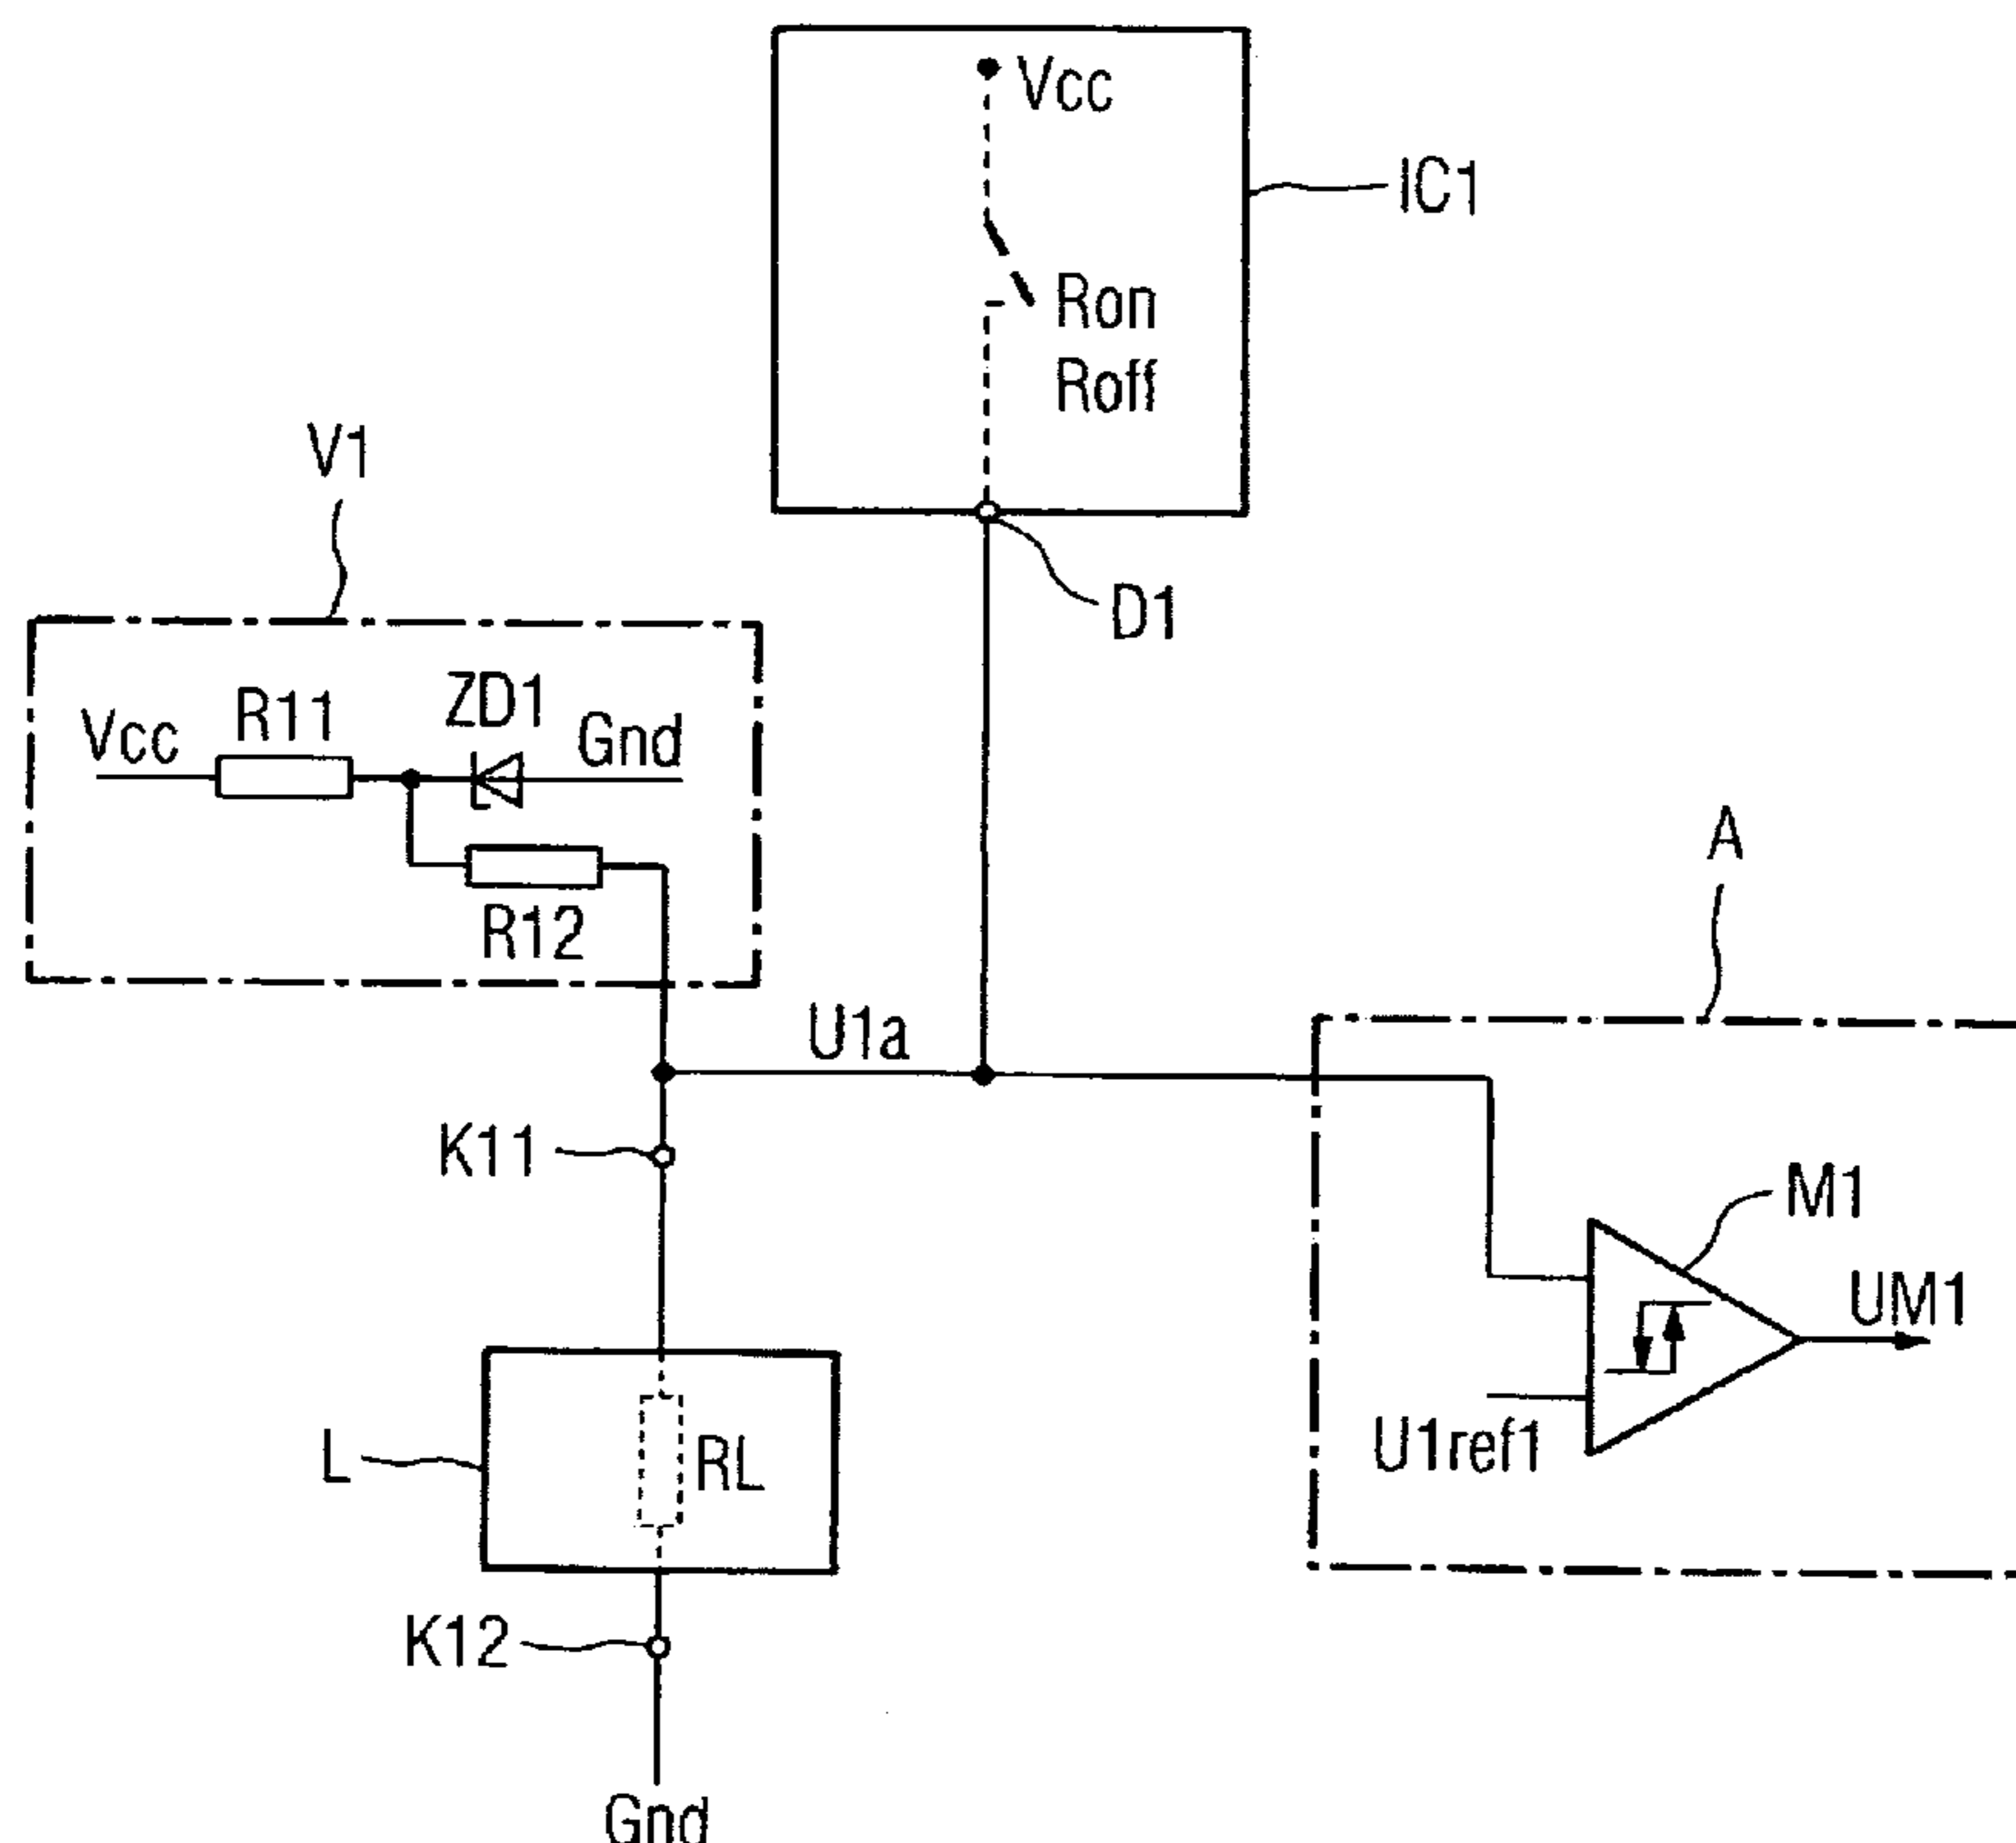 Vcc
IC1
Ron
Roff
V1
D1
ZD1
R11
Vcc
Gnd
R12
A
U1a
K11
M1
UM1
U1ref1
L
RL
K12
Gnd